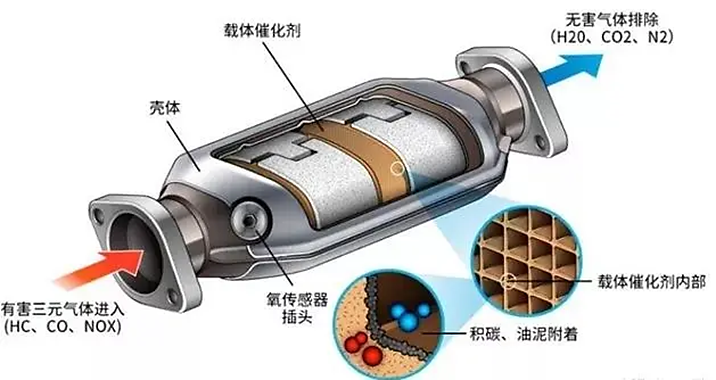 无害气体排除
（H20、CO2、N2）
载体催化剂
壳体
有害三元气体进入
(HC、CO、NOX)
氧传感器
插头
载体催化剂内部
积碳、油泥附着